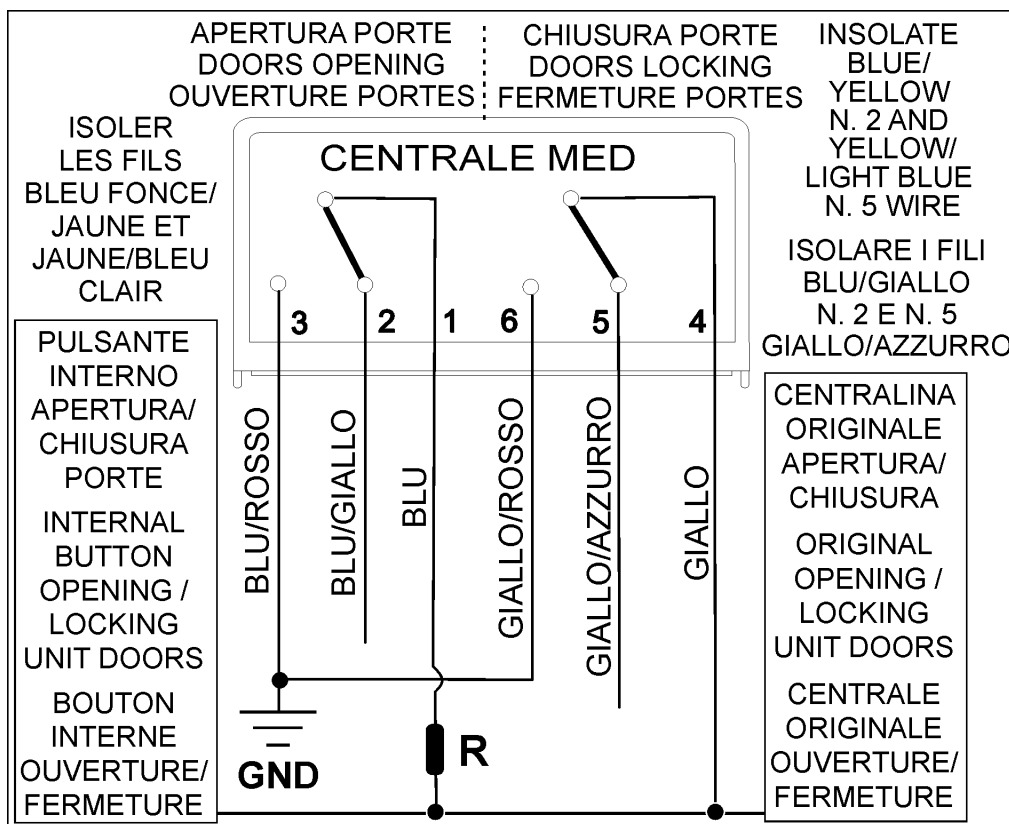 APERTURA PORTE
DOORS OPENING
OUVERTURE PORTES
CHIUSURA PORTE
DOORS LOCKING
FERMETURE PORTES
INSOLATE
BLUE/
YELLOW
N. 2 AND
YELLOW/
LIGHT BLUE
N. 5 WIRE
ISOLER
LES FILS
BLEU FONCE/
JAUNE ET
JAUNE/BLEU
CLAIR
CENTRALE MED
ISOLARE I FILI
BLU/GIALLO
N. 2 E N. 5
GIALLO/AZZURRO
3 2 1 6 5 4
PULSANTE
INTERNO
APERTURA/
CHIUSURA
PORTE
INTERNAL
BUTTON
OPENING /
LOCKING
UNIT DOORS
BOUTON
INTERNE
OUVERTURE/
FERMETURE
BLU/ROSSO
BLU/GIALLO
BLU
GIALLO/ROSSO
GIALLO/AZZURRO
GIALLO
GND
R
CENTRALINA
ORIGINALE
APERTURA/
CHIUSURA
ORIGINAL
OPENING /
LOCKING
UNIT DOORS
CENTRALE
ORIGINALE
OUVERTURE/
FERMETURE